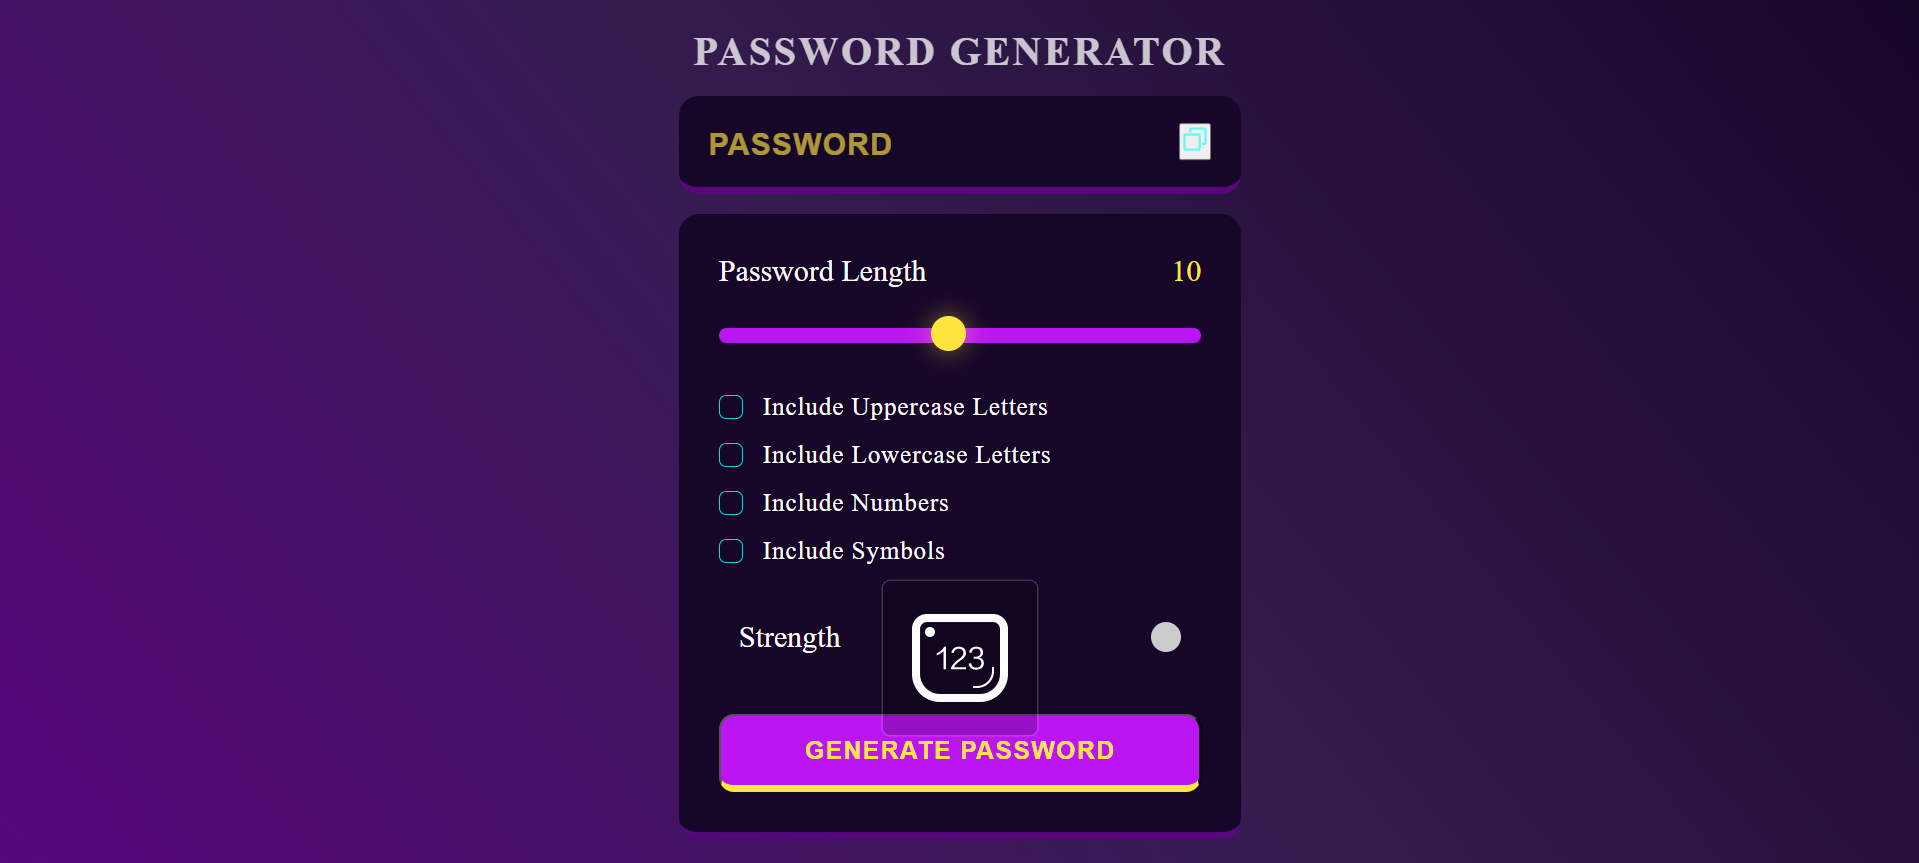 PASSWORD GENERATOR
PASSWORD
Password Length 10
Include Uppercase Letters
Include Lowercase Letters
Include Numbers
Include Symbols
Strength
123
GENERATE PASSWORD